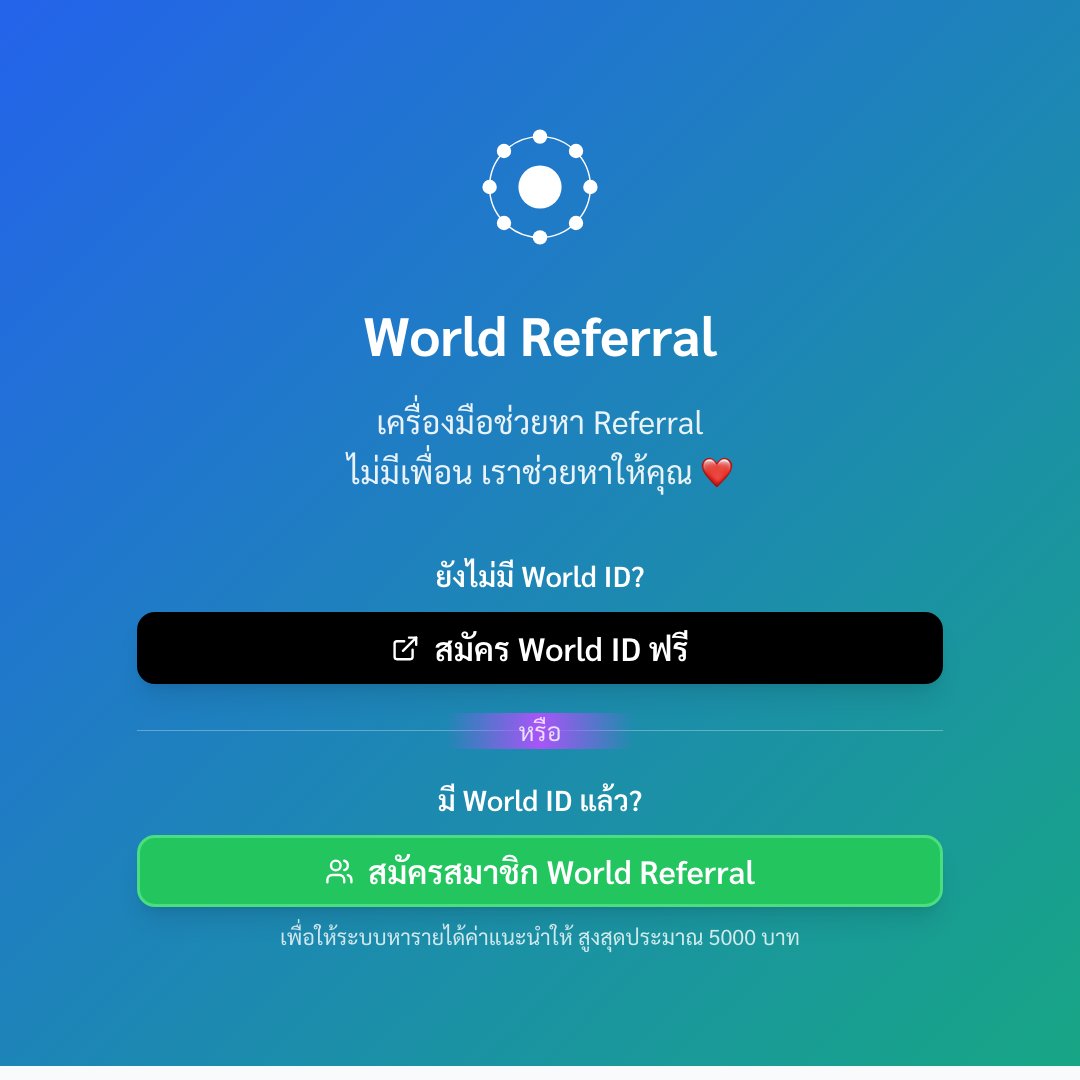 World Referral
เครื่องมือช่วยหา Referral
ไม่มีเพื่อน เราช่วยหาให้คุณ ❤️
ยังไม่มี World ID?
สมัคร World ID ฟรี
หรือ
มี World ID แล้ว?
สมัครสมาชิก World Referral
เพื่อให้ระบบหารายได้ค่าแนะนำให้ สูงสุดประมาณ 5000 บาท